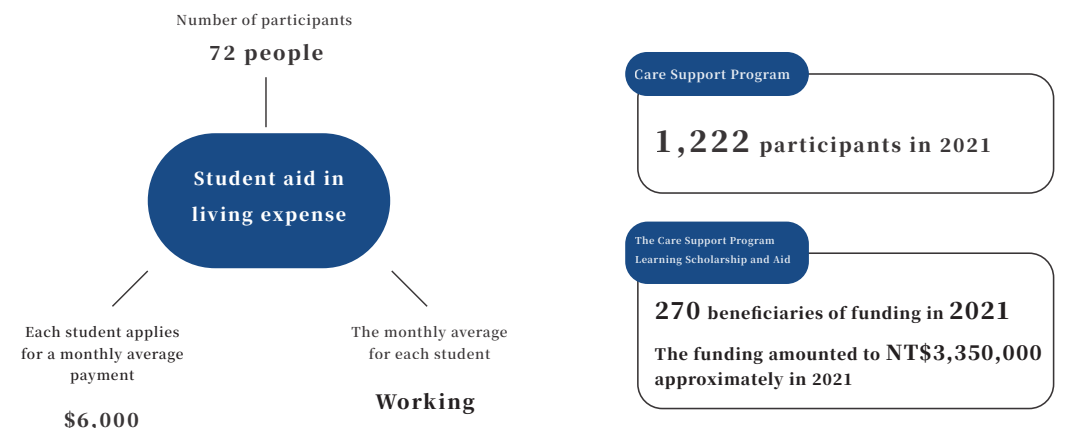 Number of participants
72 people
Student aid in
living expense
Each student applies
for a monthly average
payment
$6,000
The monthly average
for each student
Working
Care Support Program
1,222 participants in 2021
The Care Support Program
Learning Scholarship and Aid
270 beneficiaries of funding in 2021
The funding amounted to NT$3,350,000
approximately in 2021